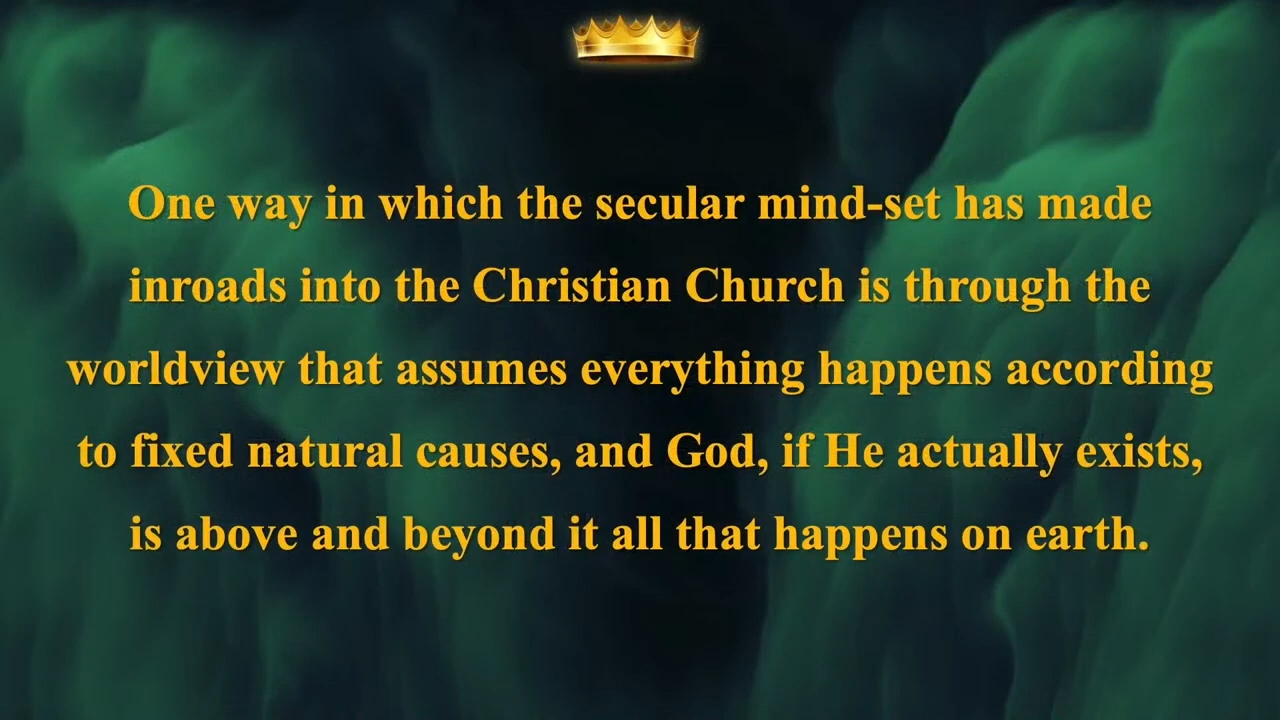 One way in which the secular mind-set has made
inroads into the Christian Church is through the
worldview that assumes everything happens according
to fixed natural causes, and God, if He actually exists,
is above and beyond it all that happens on earth.